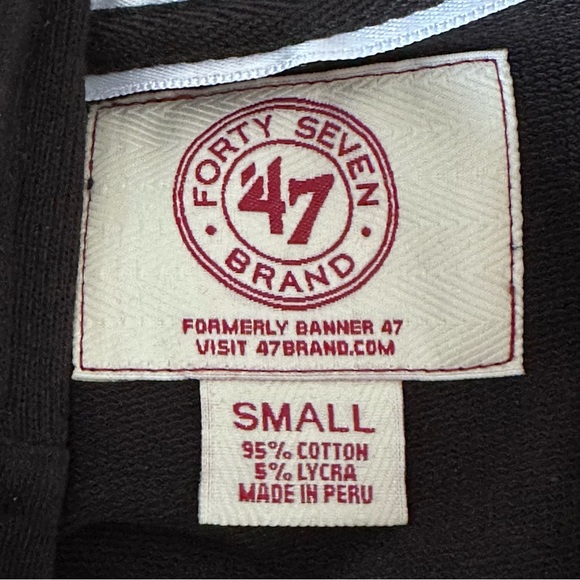 FORTY SEVEN
'47
• BRAND •
FORMERLY BANNER 47
VISIT 47BRAND.COM
SMALL
95% COTTON
5% LYCRA
MADE IN PERU